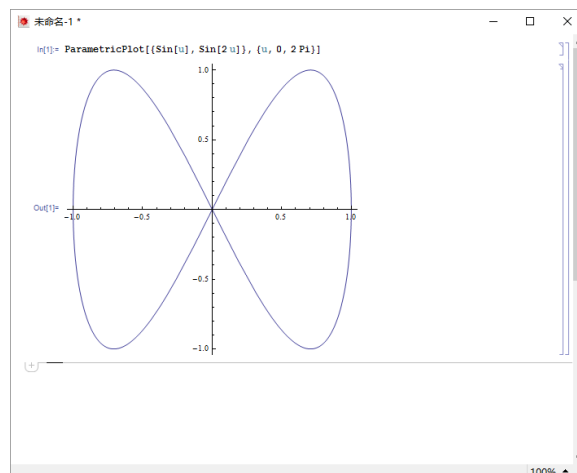 未命名-1 *
In[1]:= ParametricPlot[{Sin[u], Sin[2 u]}, {u, 0, 2 Pi}]
1.0
0.5
Out[1]=
-1.0 -0.5 0.5 1.0
-0.5
-1.0
100%